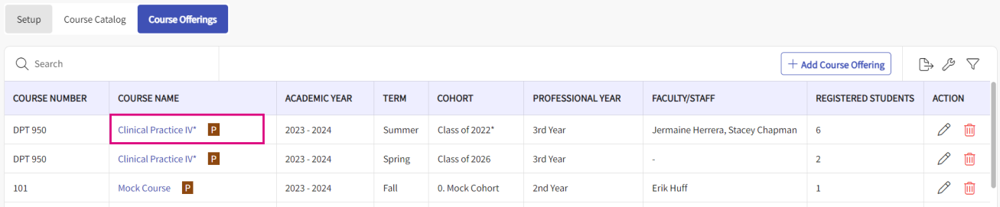 Setup Course Catalog Course Offerings
Search + Add Course Offering
COURSE NUMBER COURSE NAME ACADEMIC YEAR TERM COHORT PROFESSIONAL YEAR FACULTY/STAFF REGISTERED STUDENTS ACTION
DPT 950 Clinical Practice IV* P 2023 - 2024 Summer Class of 2022* 3rd Year Jermaine Herrera, Stacey Chapman 6
DPT 950 Clinical Practice IV* P 2023 - 2024 Spring Class of 2026 3rd Year - 2
101 Mock Course P 2023 - 2024 Fall 0. Mock Cohort 2nd Year Erik Huff 1